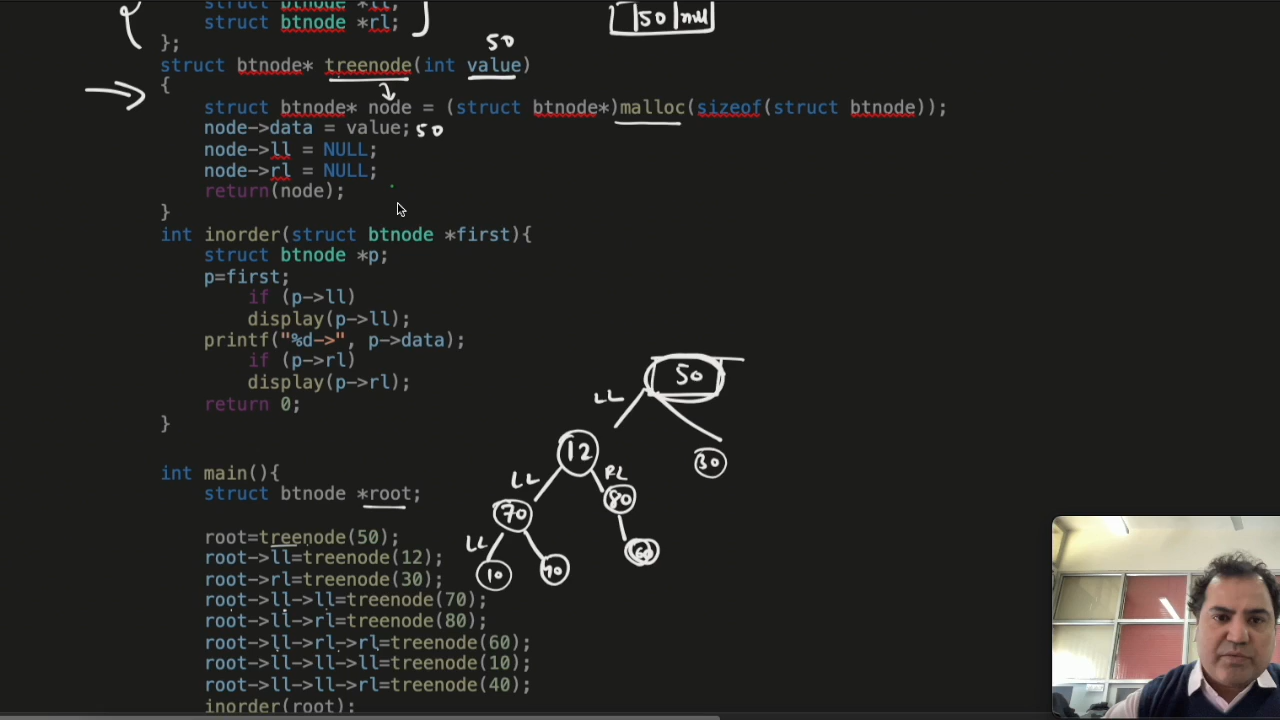 struct btnode *ll;
struct btnode *rl;
50 null
};
50
struct btnode* treenode(int value)
{
struct btnode* node = (struct btnode*)malloc(sizeof(struct btnode));
node->data = value; 50
node->ll = NULL;
node->rl = NULL;
return(node);
}
int inorder(struct btnode *first){
struct btnode *p;
p=first;
if (p->ll)
display(p->ll);
printf("%d->", p->data);
if (p->rl)
display(p->rl);
return 0;
}
50
LL
12
30
LL RL
70 80
LL
10 40 60
int main(){
struct btnode *root;
root=treenode(50);
root->ll=treenode(12);
root->rl=treenode(30);
root->ll->ll=treenode(70);
root->ll->rl=treenode(80);
root->ll->rl->rl=treenode(60);
root->ll->ll->ll=treenode(10);
root->ll->ll->rl=treenode(40);
inorder(root);